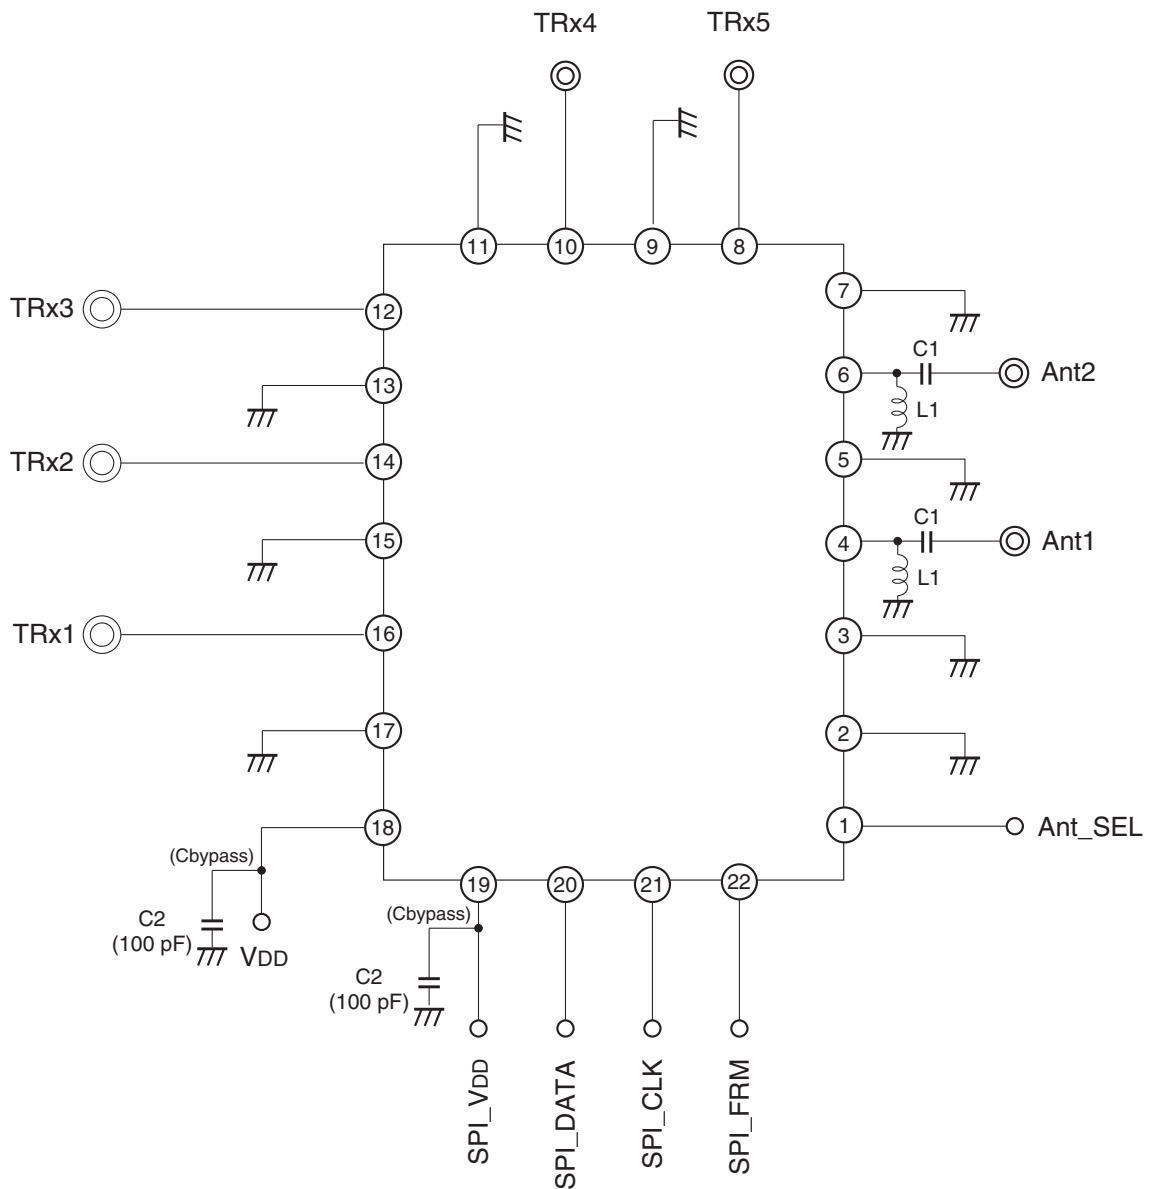 TRx4 TRx5
11 10 9 8
TRx3 12 7
C1
13 6 Ant2
L1
TRx2 14 5
C1
15 4 Ant1
L1
TRx1 16 3
17 2
18 1 Ant_SEL
(Cbypass)
19 20 21 22
C2
(100 pF)
VDD
(Cbypass)
C2
(100 pF)
SPI_VDD
SPI_DATA
SPI_CLK
SPI_FRM